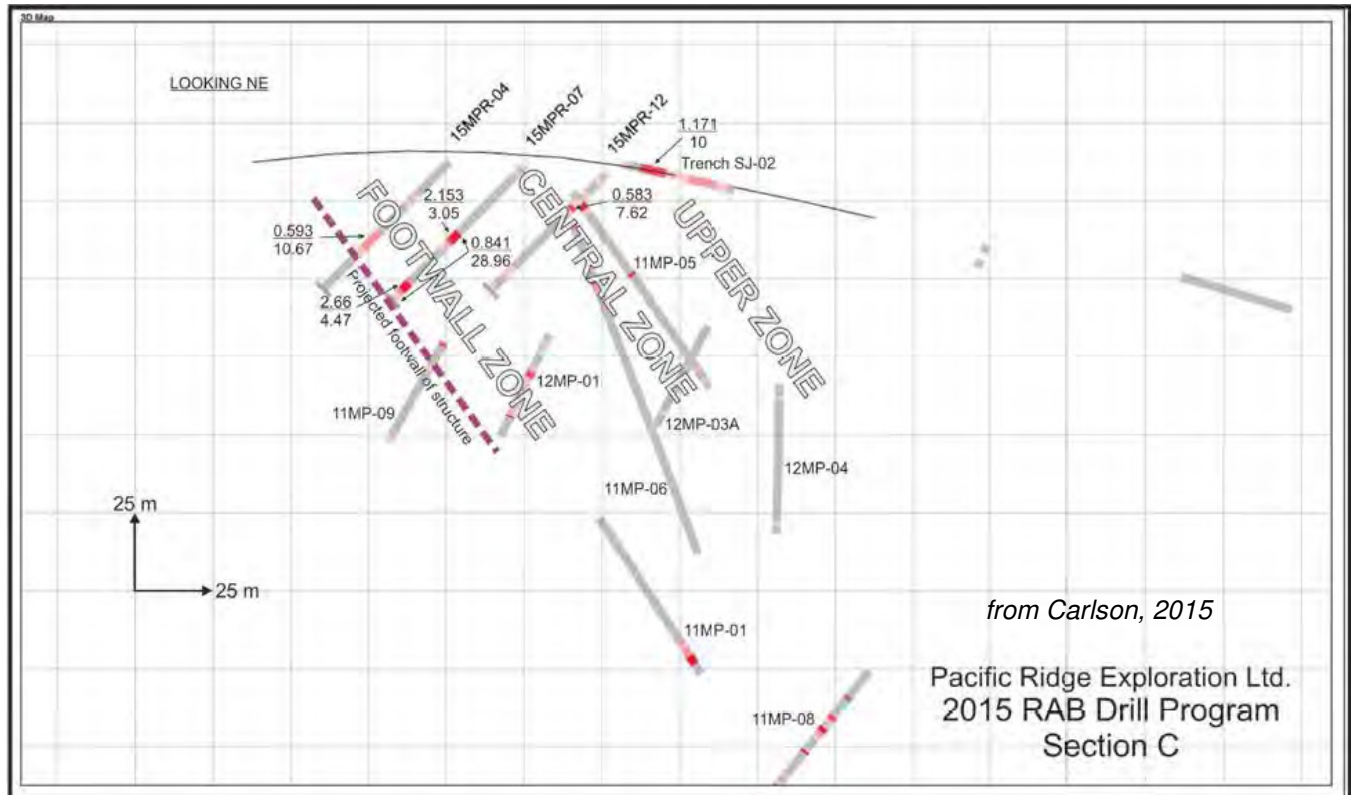 3D Map
LOOKING NE
15MPR-04
15MPR-07
15MPR-12
1.171
10
Trench SJ-02
2.153
3.05
0.583
7.62
0.593
10.67
0.841
28.96
2.66
4.47
FOOTWALL ZONE
CENTRAL ZONE
UPPER ZONE
Projected footwall of structure
11MP-05
12MP-01
11MP-09
12MP-03A
12MP-04
11MP-06
25 m
25 m
11MP-01
11MP-08
from Carlson, 2015
Pacific Ridge Exploration Ltd.
2015 RAB Drill Program
Section C